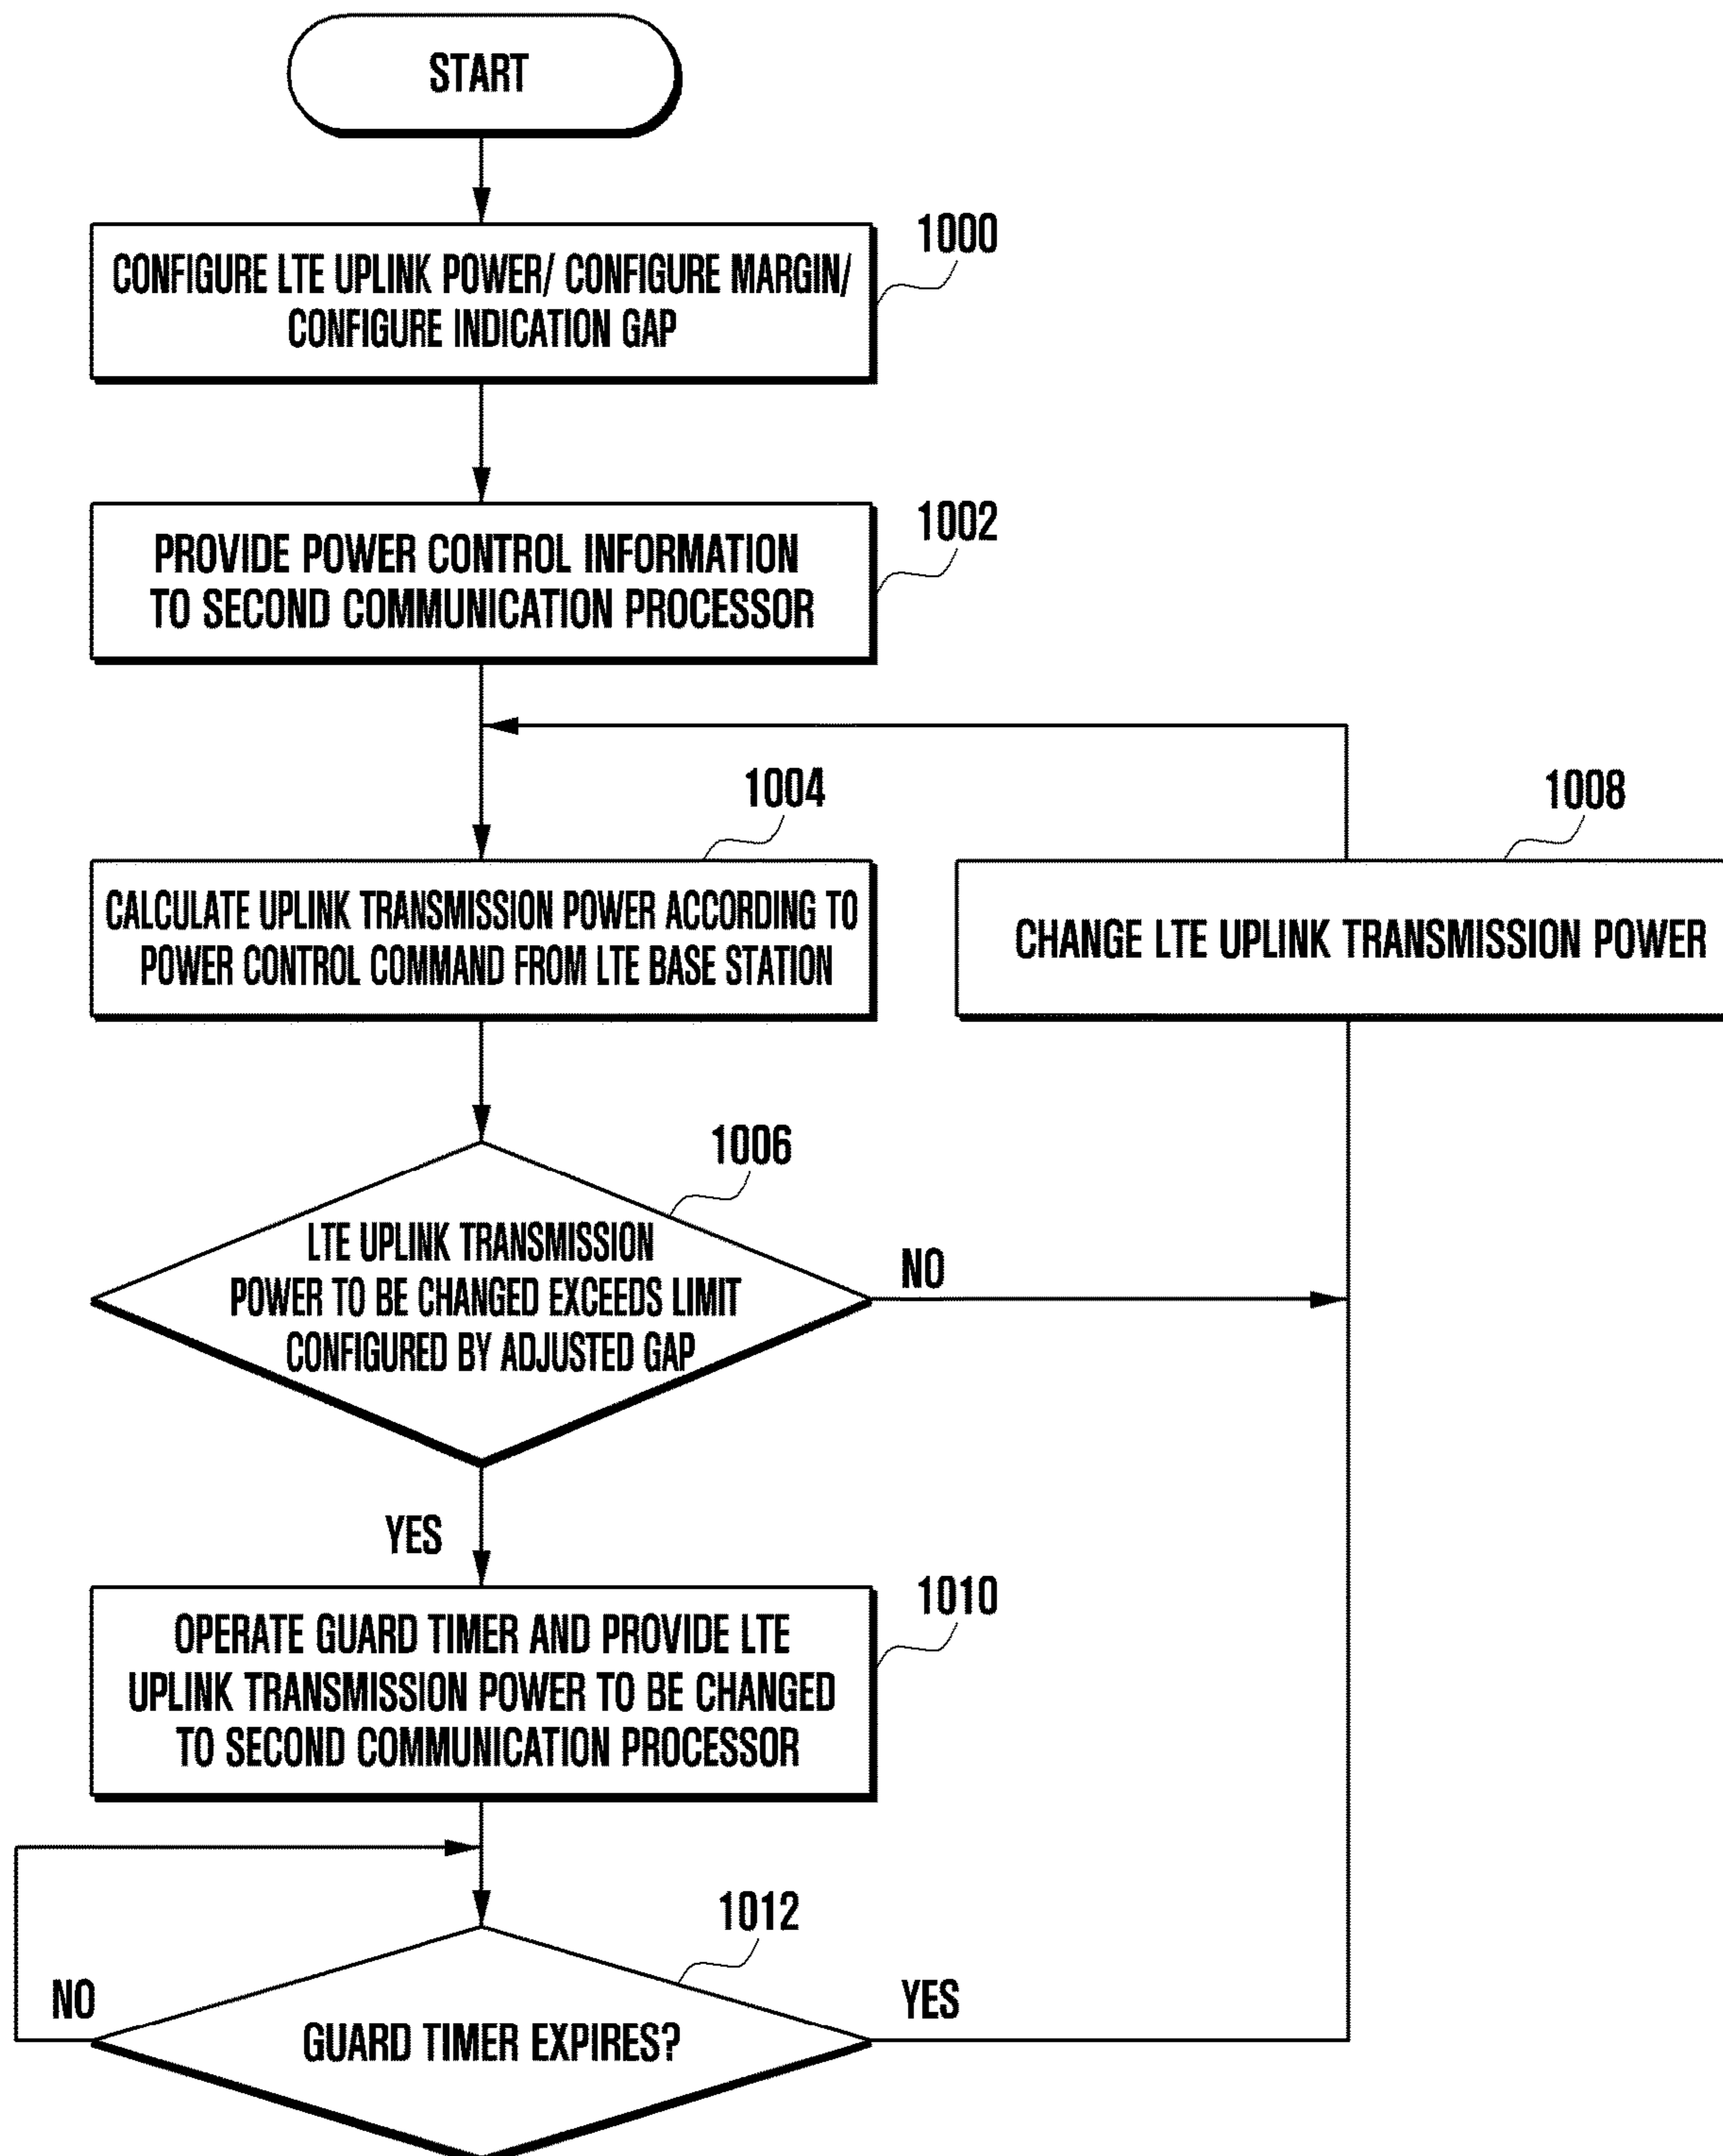 START
1000
CONFIGURE LTE UPLINK POWER/ CONFIGURE MARGIN/
CONFIGURE INDICATION GAP
1002
PROVIDE POWER CONTROL INFORMATION
TO SECOND COMMUNICATION PROCESSOR
1004
1008
CALCULATE UPLINK TRANSMISSION POWER ACCORDING TO
POWER CONTROL COMMAND FROM LTE BASE STATION
CHANGE LTE UPLINK TRANSMISSION POWER
1006
LTE UPLINK TRANSMISSION
POWER TO BE CHANGED EXCEEDS LIMIT
CONFIGURED BY ADJUSTED GAP
NO
YES
1010
OPERATE GUARD TIMER AND PROVIDE LTE
UPLINK TRANSMISSION POWER TO BE CHANGED
TO SECOND COMMUNICATION PROCESSOR
1012
NO
YES
GUARD TIMER EXPIRES?